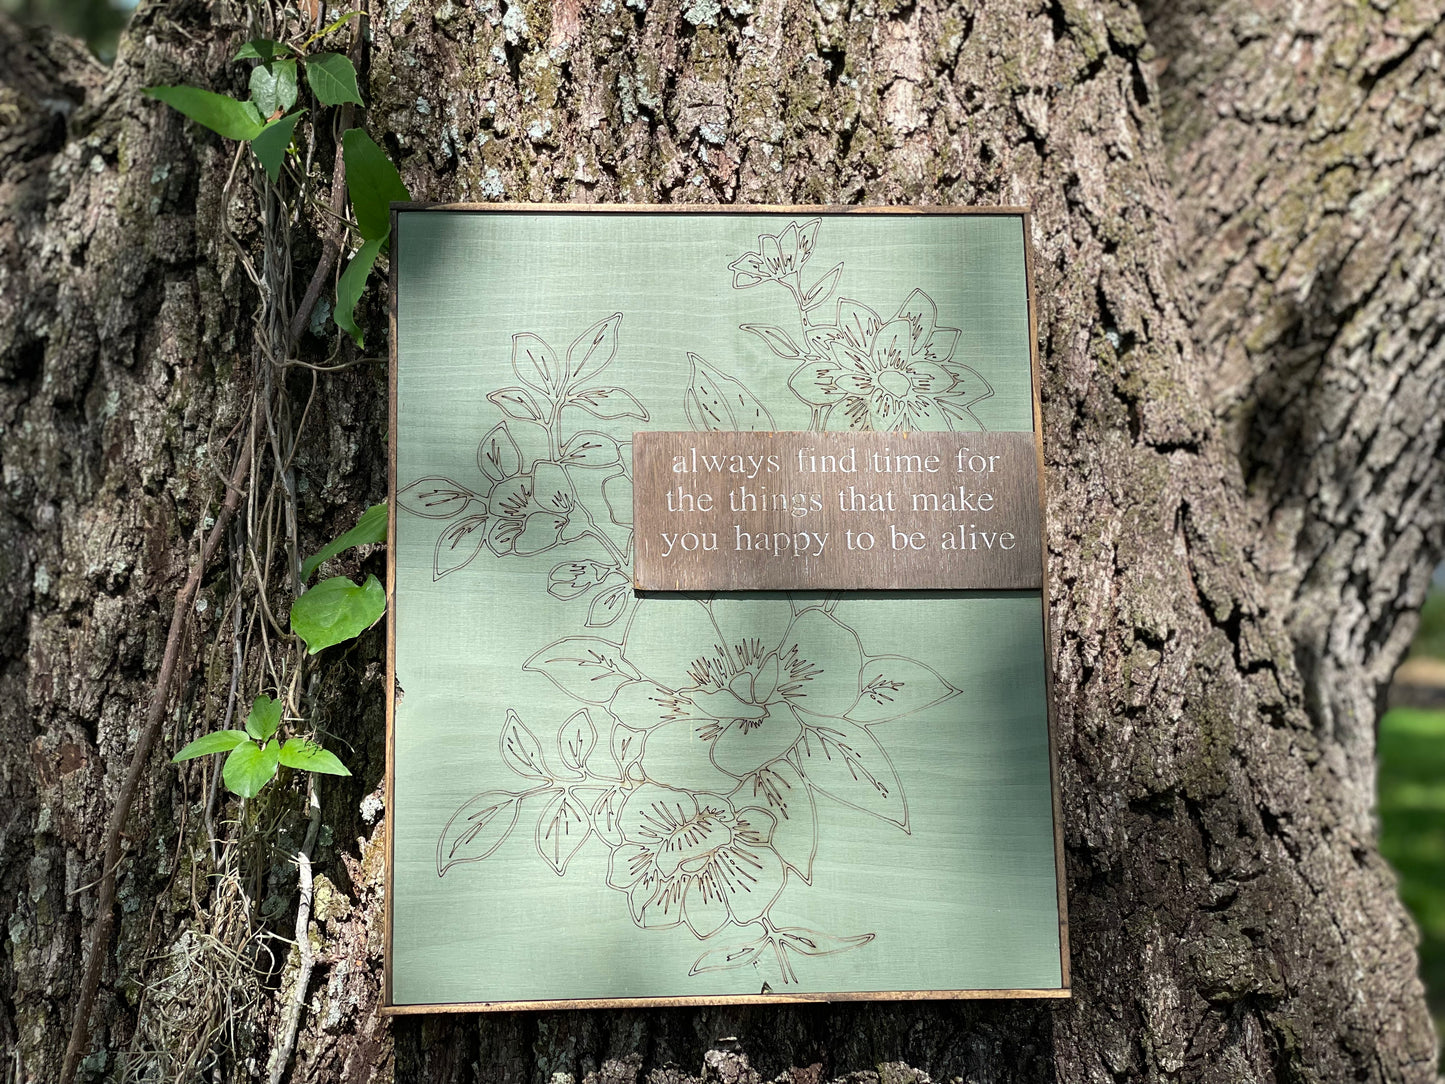 always find time for
the things that make
you happy to be alive